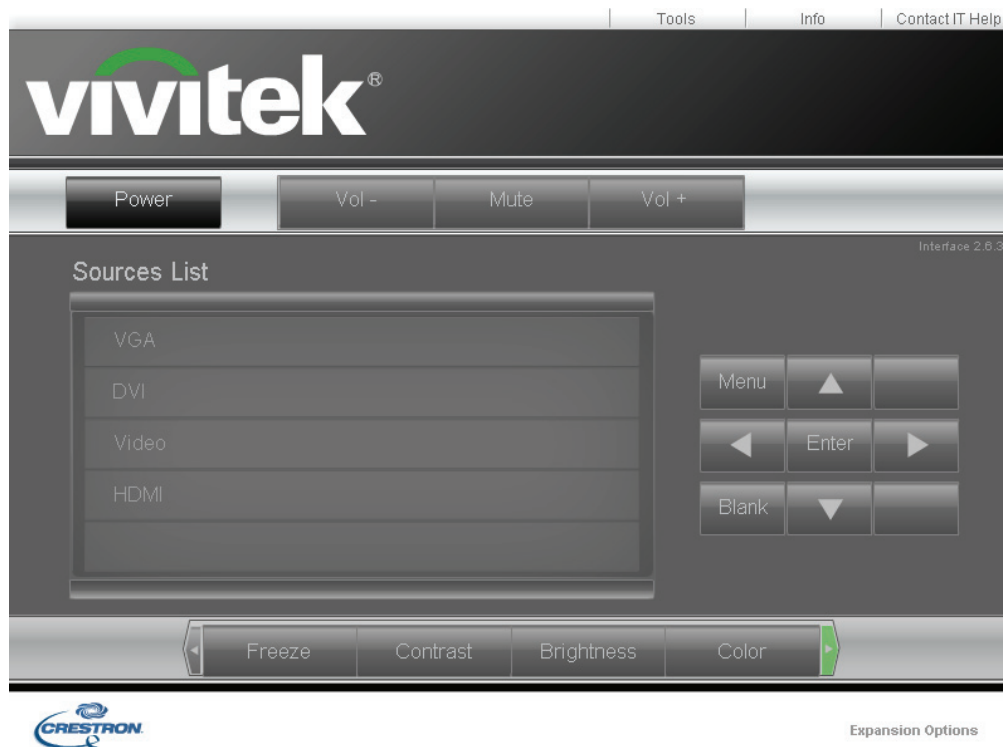 Tools Info Contact IT Help
vivitek®
Power Vol - Mute Vol +
Interface 2.6.3
Sources List
VGA
DVI
Video
HDMI
Menu
Enter
Blank
Freeze Contrast Brightness Color
CRESTRON
Expansion Options